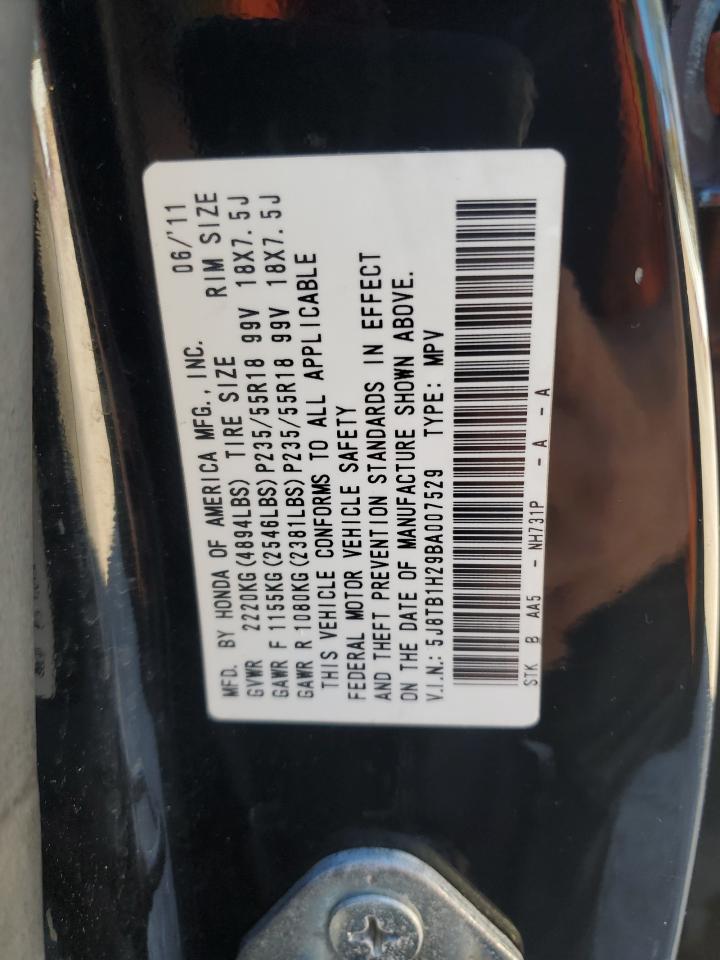 MFD. BY HONDA OF AMERICA MFG., INC. 06/'11
GVWR 2220KG(4894LBS) TIRE SIZE RIM SIZE
GAWR F 1155KG(2546LBS)P235/55R18 99V 18X7.5J
GAWR R 1080KG(2381LBS)P235/55R18 99V 18X7.5J
THIS VEHICLE CONFORMS TO ALL APPLICABLE
FEDERAL MOTOR VEHICLE SAFETY
AND THEFT PREVENTION STANDARDS IN EFFECT
ON THE DATE OF MANUFACTURE SHOWN ABOVE.
V.I.N.: 5J8TB1H29BA007529 TYPE: MPV
STK B AA5 - NH731P - A - A